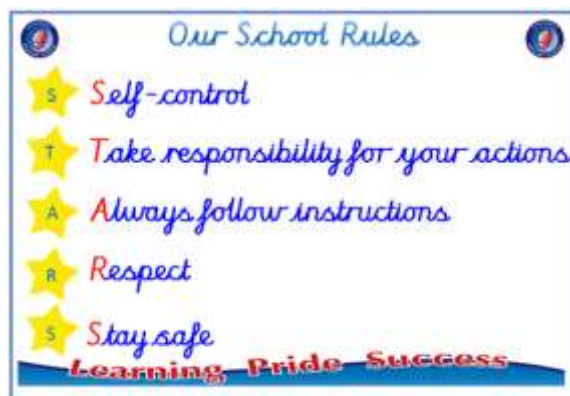 Our School Rules
S Self-control
T Take responsibility for your actions
A Always follow instructions
R Respect
S Stay safe
Learning Pride Success